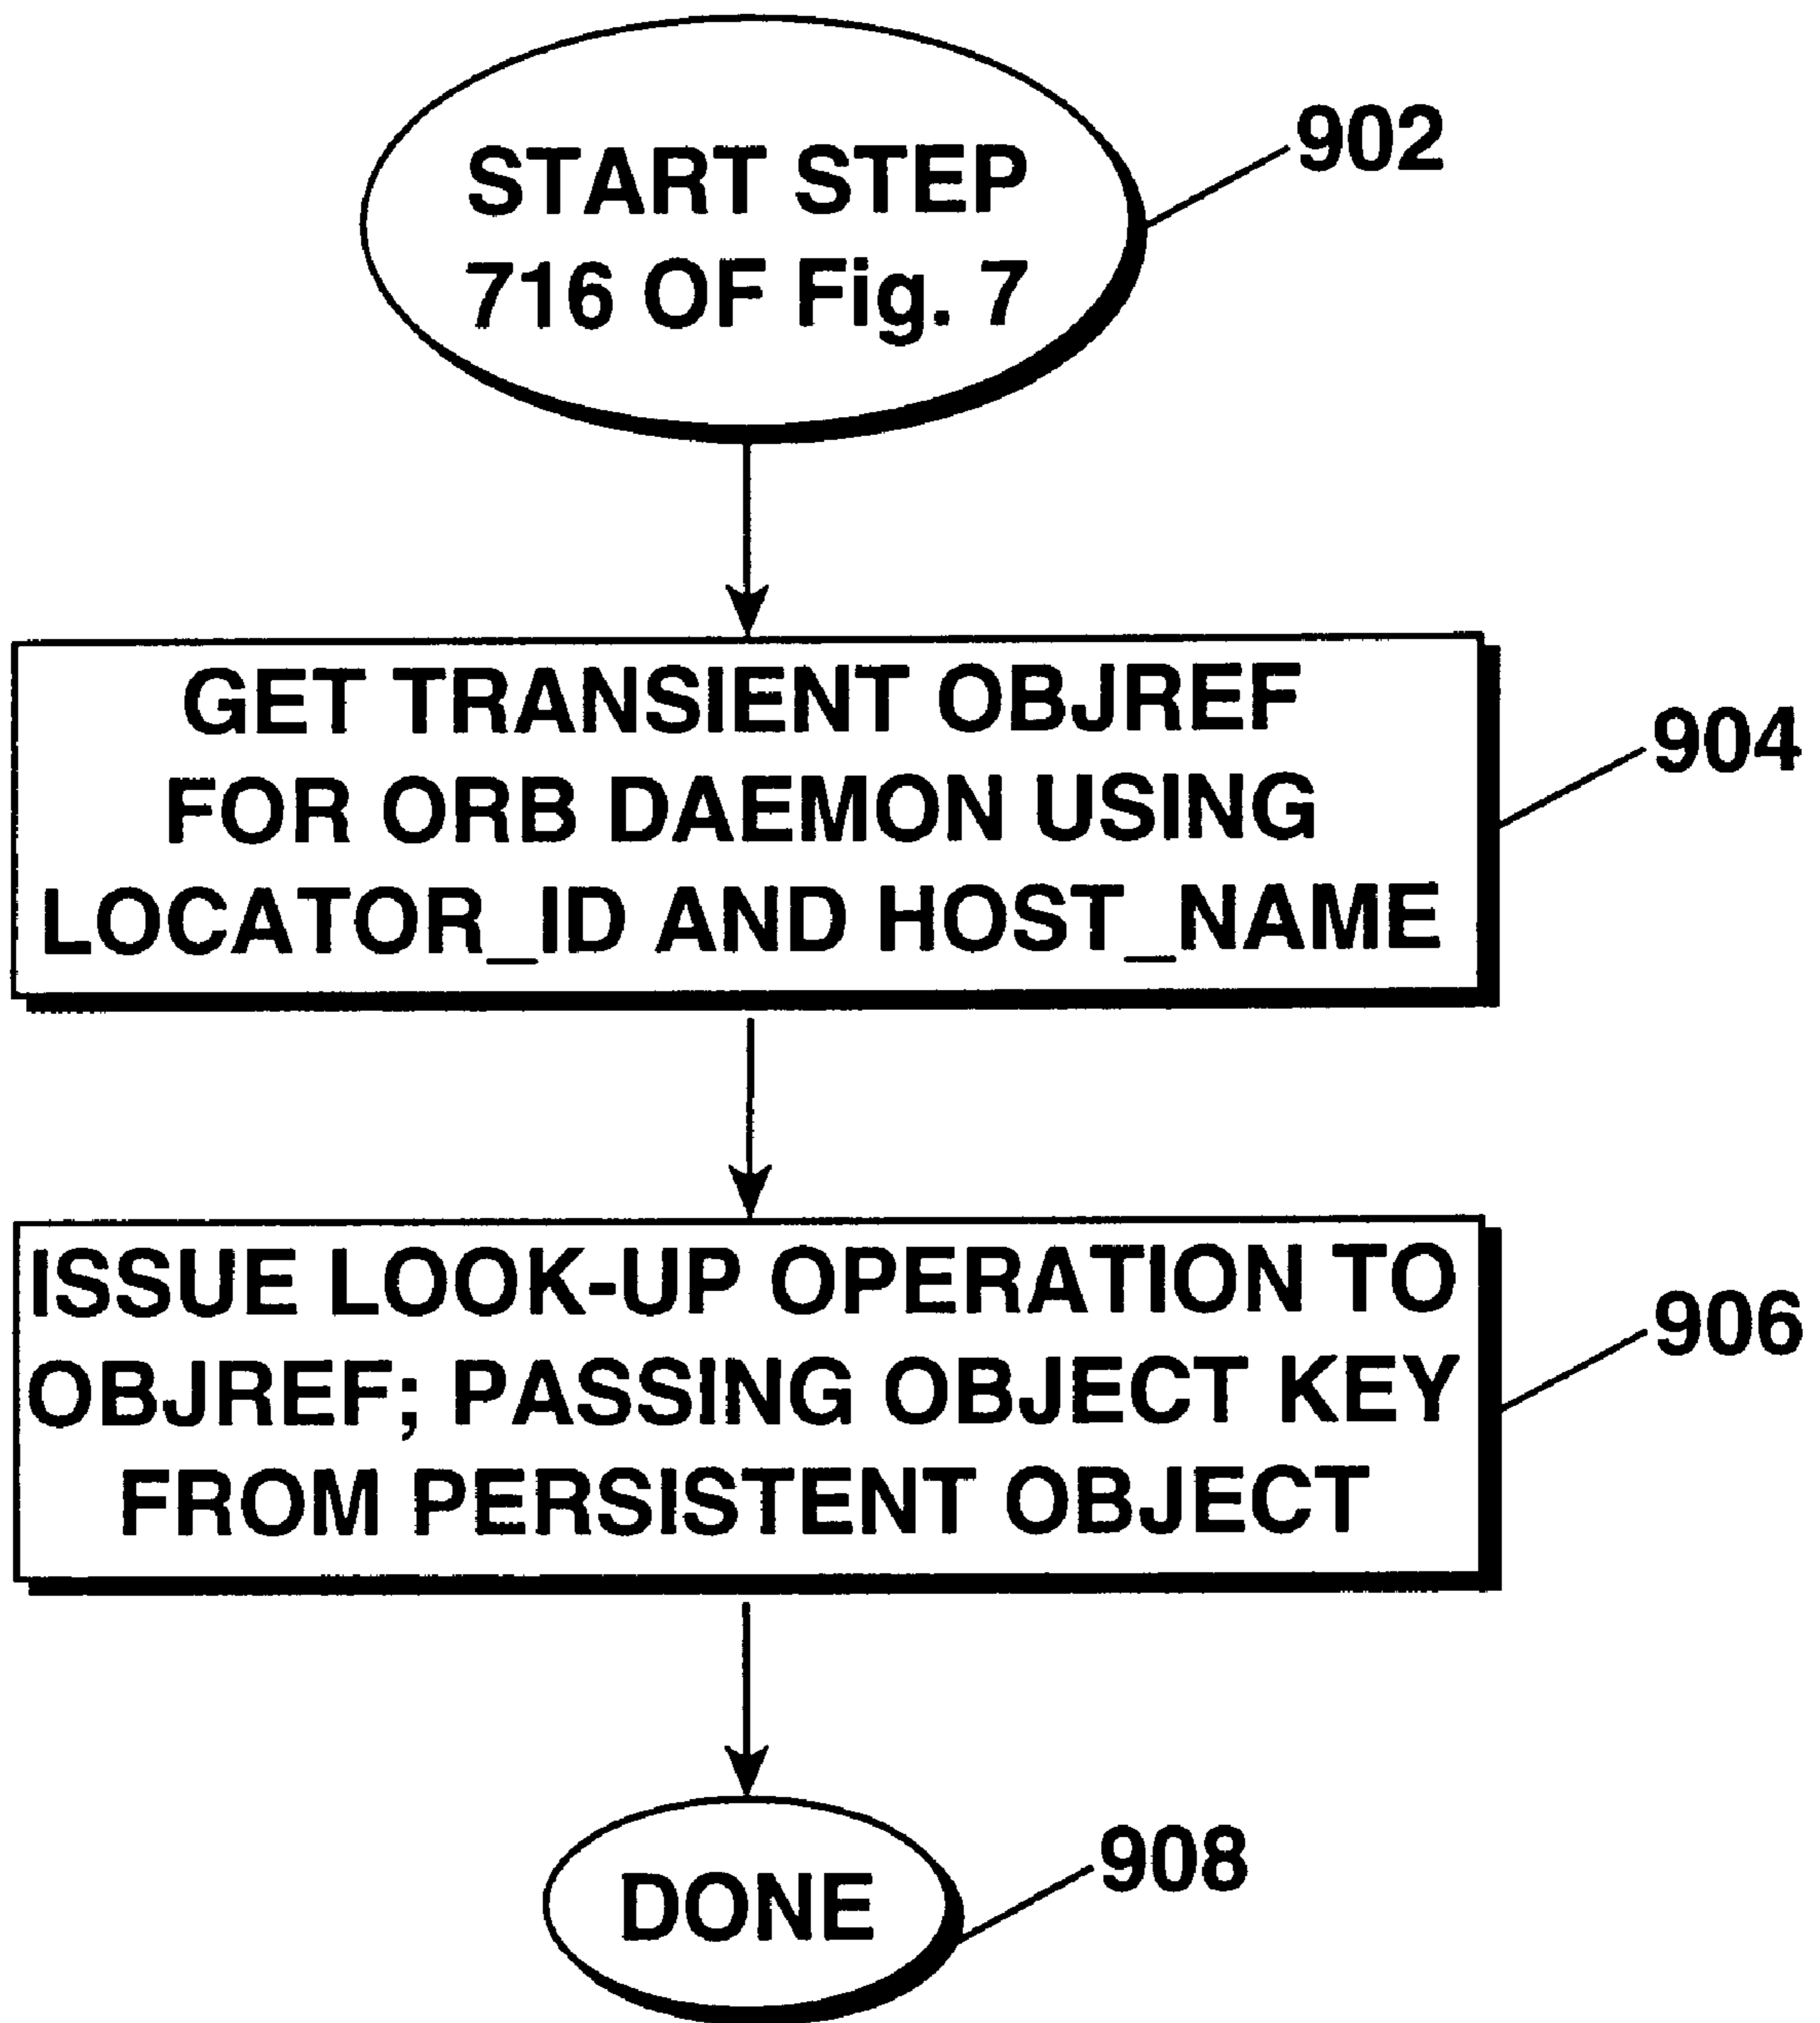 START STEP
716 OF Fig. 7
902
GET TRANSIENT OBJREF
FOR ORB DAEMON USING
LOCATOR_ID AND HOST_NAME
904
ISSUE LOOK-UP OPERATION TO
OBJREF; PASSING OBJECT KEY
FROM PERSISTENT OBJECT
906
DONE
908